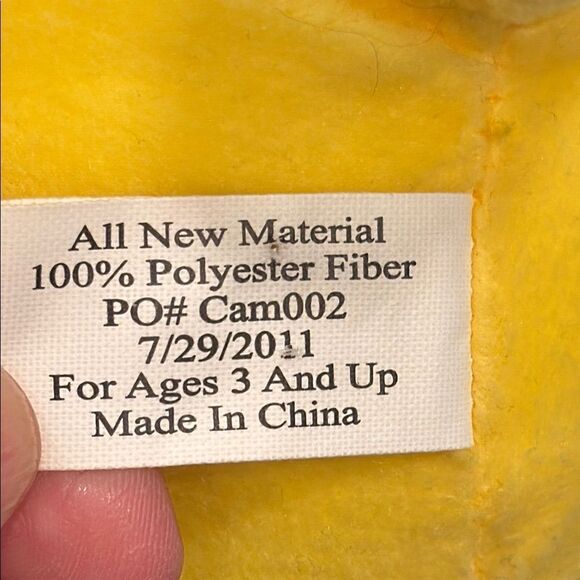 All New Material
100% Polyester Fiber
PO# Cam002
7/29/2011
For Ages 3 And Up
Made In China